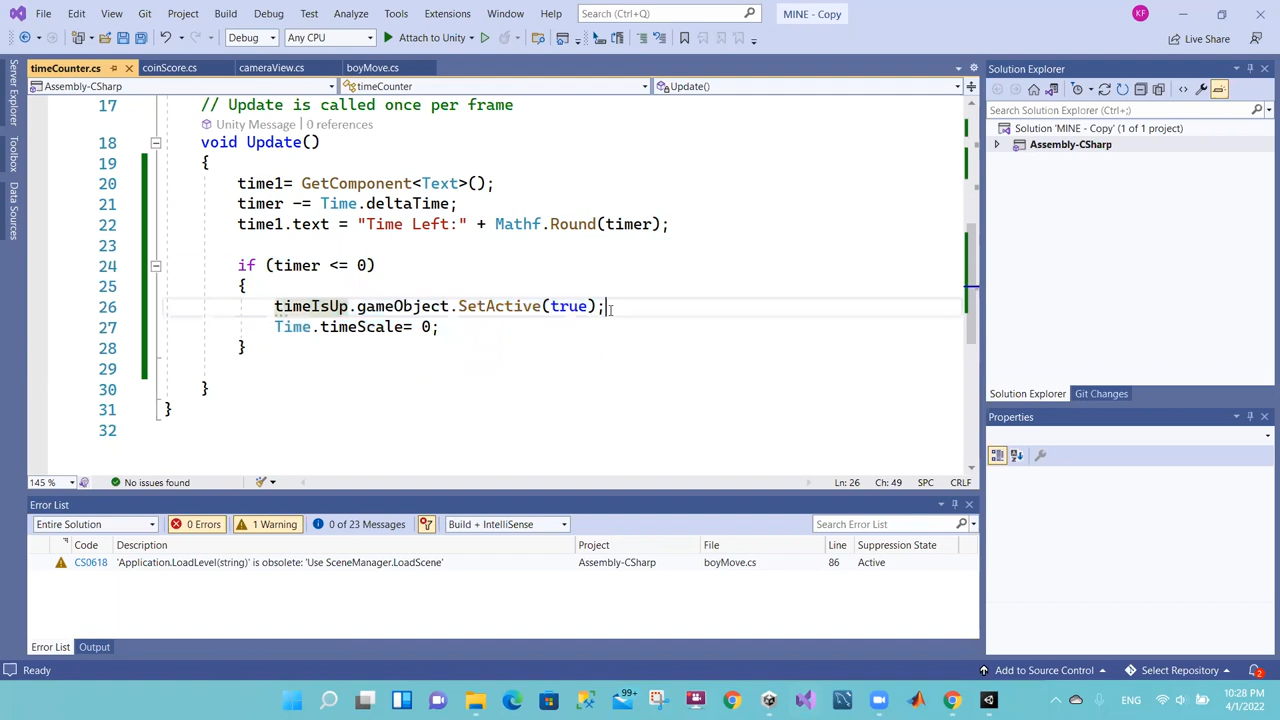 File Edit View Git Project Build Debug Test Analyze Tools Extensions Window Help Search (Ctrl+Q) MINE - Copy KF
Debug Any CPU Attach to Unity Live Share
timeCounter.cs coinScore.cs cameraView.cs boyMove.cs
Assembly-CSharp timeCounter Update()
Server Explorer
Toolbox
Data Sources
17 // Update is called once per frame
Unity Message | 0 references
18 void Update()
19 {
20 time1= GetComponent<Text>();
21 timer -= Time.deltaTime;
22 time1.text = "Time Left:" + Mathf.Round(timer);
23
24 if (timer <= 0)
25 {
26 timeIsUp.gameObject.SetActive(true);
27 Time.timeScale= 0;
28 }
29
30 }
31 }
32
145 % No issues found Ln: 26 Ch: 49 SPC CRLF
Solution Explorer
Search Solution Explorer (Ctrl+;)
Solution 'MINE - Copy' (1 of 1 project)
Assembly-CSharp
Solution Explorer Git Changes
Properties
Error List
Entire Solution 0 Errors 1 Warning 0 of 23 Messages Build + IntelliSense Search Error List
Code Description Project File Line Suppression State
CS0618 'Application.LoadLevel(string)' is obsolete: 'Use SceneManager.LoadScene' Assembly-CSharp boyMove.cs 86 Active
Error List Output
Ready Add to Source Control Select Repository 2
99+ ENG 10:28 PM
4/1/2022